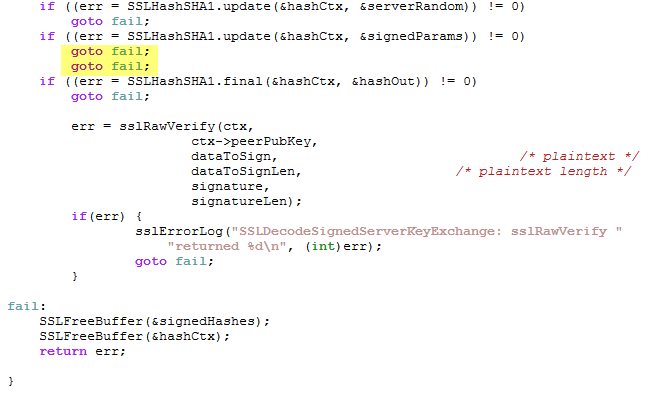 if ((err = SSLHashSHA1.update(&hashCtx, &serverRandom)) != 0)
goto fail;
if ((err = SSLHashSHA1.update(&hashCtx, &signedParams)) != 0)
goto fail;
goto fail;
if ((err = SSLHashSHA1.final(&hashCtx, &hashOut)) != 0)
goto fail;
err = sslRawVerify(ctx,
ctx->peerPubKey,
dataToSign, /* plaintext */
dataToSignLen, /* plaintext length */
signature,
signatureLen);
if(err) {
sslErrorLog("SSLDecodeSignedServerKeyExchange: sslRawVerify "
"returned %d\n", (int)err);
goto fail;
}
fail:
SSLFreeBuffer(&signedHashes);
SSLFreeBuffer(&hashCtx);
return err;
}